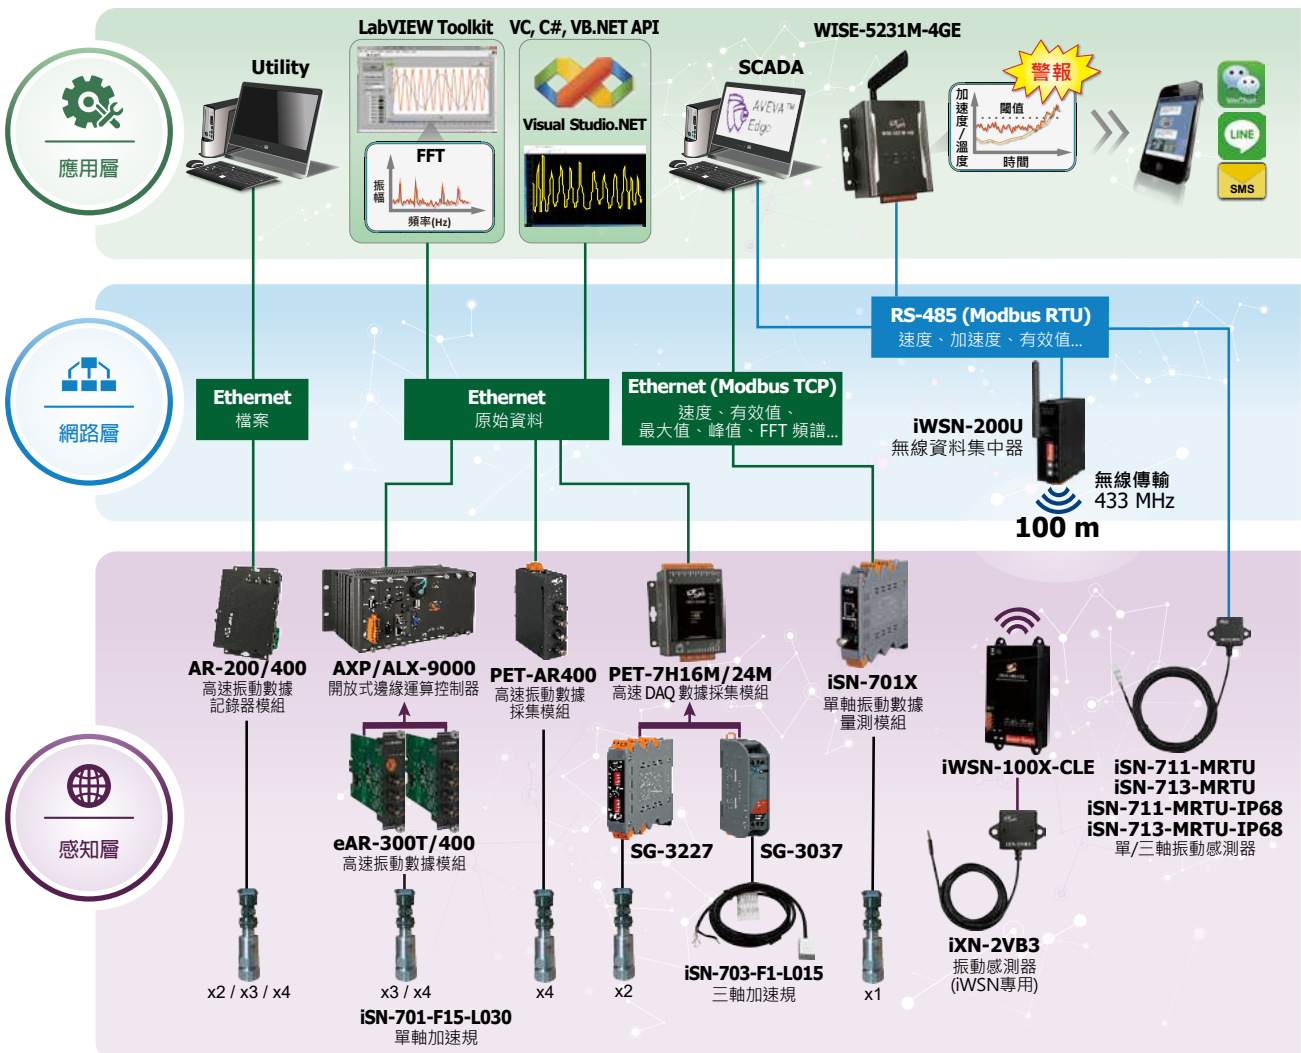 應用層
Utility
LabVIEW Toolkit
FFT
振幅
頻率(Hz)
VC, C#, VB.NET API
Visual Studio.NET
SCADA
AVEVA™
Edge
WISE-5231M-4GE
警報
加速度/溫度
閾值
時間
WeChat
LINE
SMS
網路層
Ethernet
檔案
Ethernet
原始資料
Ethernet (Modbus TCP)
速度、有效值、
最大值、峰值、FFT 頻譜...
RS-485 (Modbus RTU)
速度、加速度、有效值...
iWSN-200U
無線資料集中器
無線傳輸
433 MHz
100 m
感知層
AR-200/400
高速振動數據
記錄器模組
x2 / x3 / x4
AXP/ALX-9000
開放式邊緣運算控制器
eAR-300T/400
高速振動數據模組
x3 / x4
iSN-701-F15-L030
單軸加速規
PET-AR400
高速振動數據
採集模組
x4
PET-7H16M/24M
高速 DAQ 數據採集模組
SG-3227
x2
SG-3037
iSN-703-F1-L015
三軸加速規
iSN-701X
單軸振動數據
量測模組
x1
iWSN-100X-CLE
iXN-2VB3
振動感測器
(iWSN專用)
iSN-711-MRTU
iSN-713-MRTU
iSN-711-MRTU-IP68
iSN-713-MRTU-IP68
單/三軸振動感測器